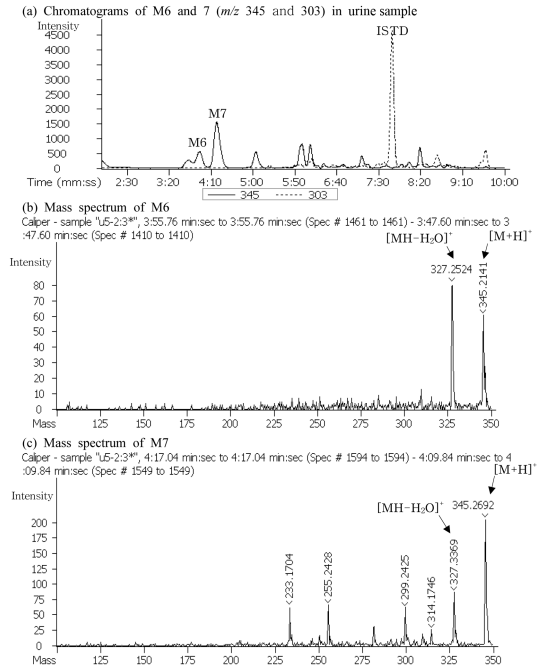 (a) Chromatograms of M6 and 7 (m/z 345 and 303) in urine sample
Intensity
4500
4000
3500
3000
2500
2000
1500
1000
500
0
ISTD
M7
M6
Time (mm:ss) 2:30 3:20 4:10 5:00 5:50 6:40 7:30 8:20 9:10 10:00
345 303
(b) Mass spectrum of M6
Caliper - sample "u5-2:3*", 3:55.76 min:sec to 3:55.76 min:sec (Spec # 1461 to 1461) - 3:47.60 min:sec to 3
:47.60 min:sec (Spec # 1410 to 1410)
[MH-H₂O]⁺ [M+H]⁺
Intensity
327.2524
345.2141
80
70
60
50
40
30
20
10
0
Mass 125 150 175 200 225 250 275 300 325 350
(c) Mass spectrum of M7
Caliper - sample "u5-2:3*", 4:17.04 min:sec to 4:17.04 min:sec (Spec # 1594 to 1594) - 4:09.84 min:sec to 4
:09.84 min:sec (Spec # 1549 to 1549)
[M+H]⁺
Intensity
[MH-H₂O]⁺ 345.2692
200
175
150
125
100
75
50
25
0
233.1704
255.2428
299.2425
314.1746
327.3369
Mass 125 150 175 200 225 250 275 300 325 350